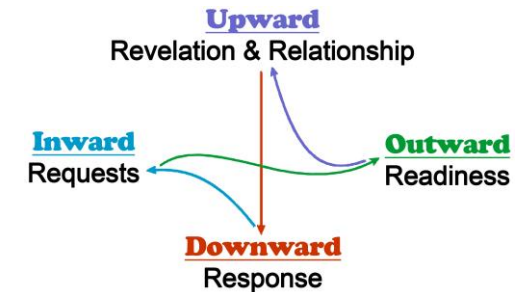 Upward
Revelation & Relationship
Inward
Requests
Outward
Readiness
Downward
Response